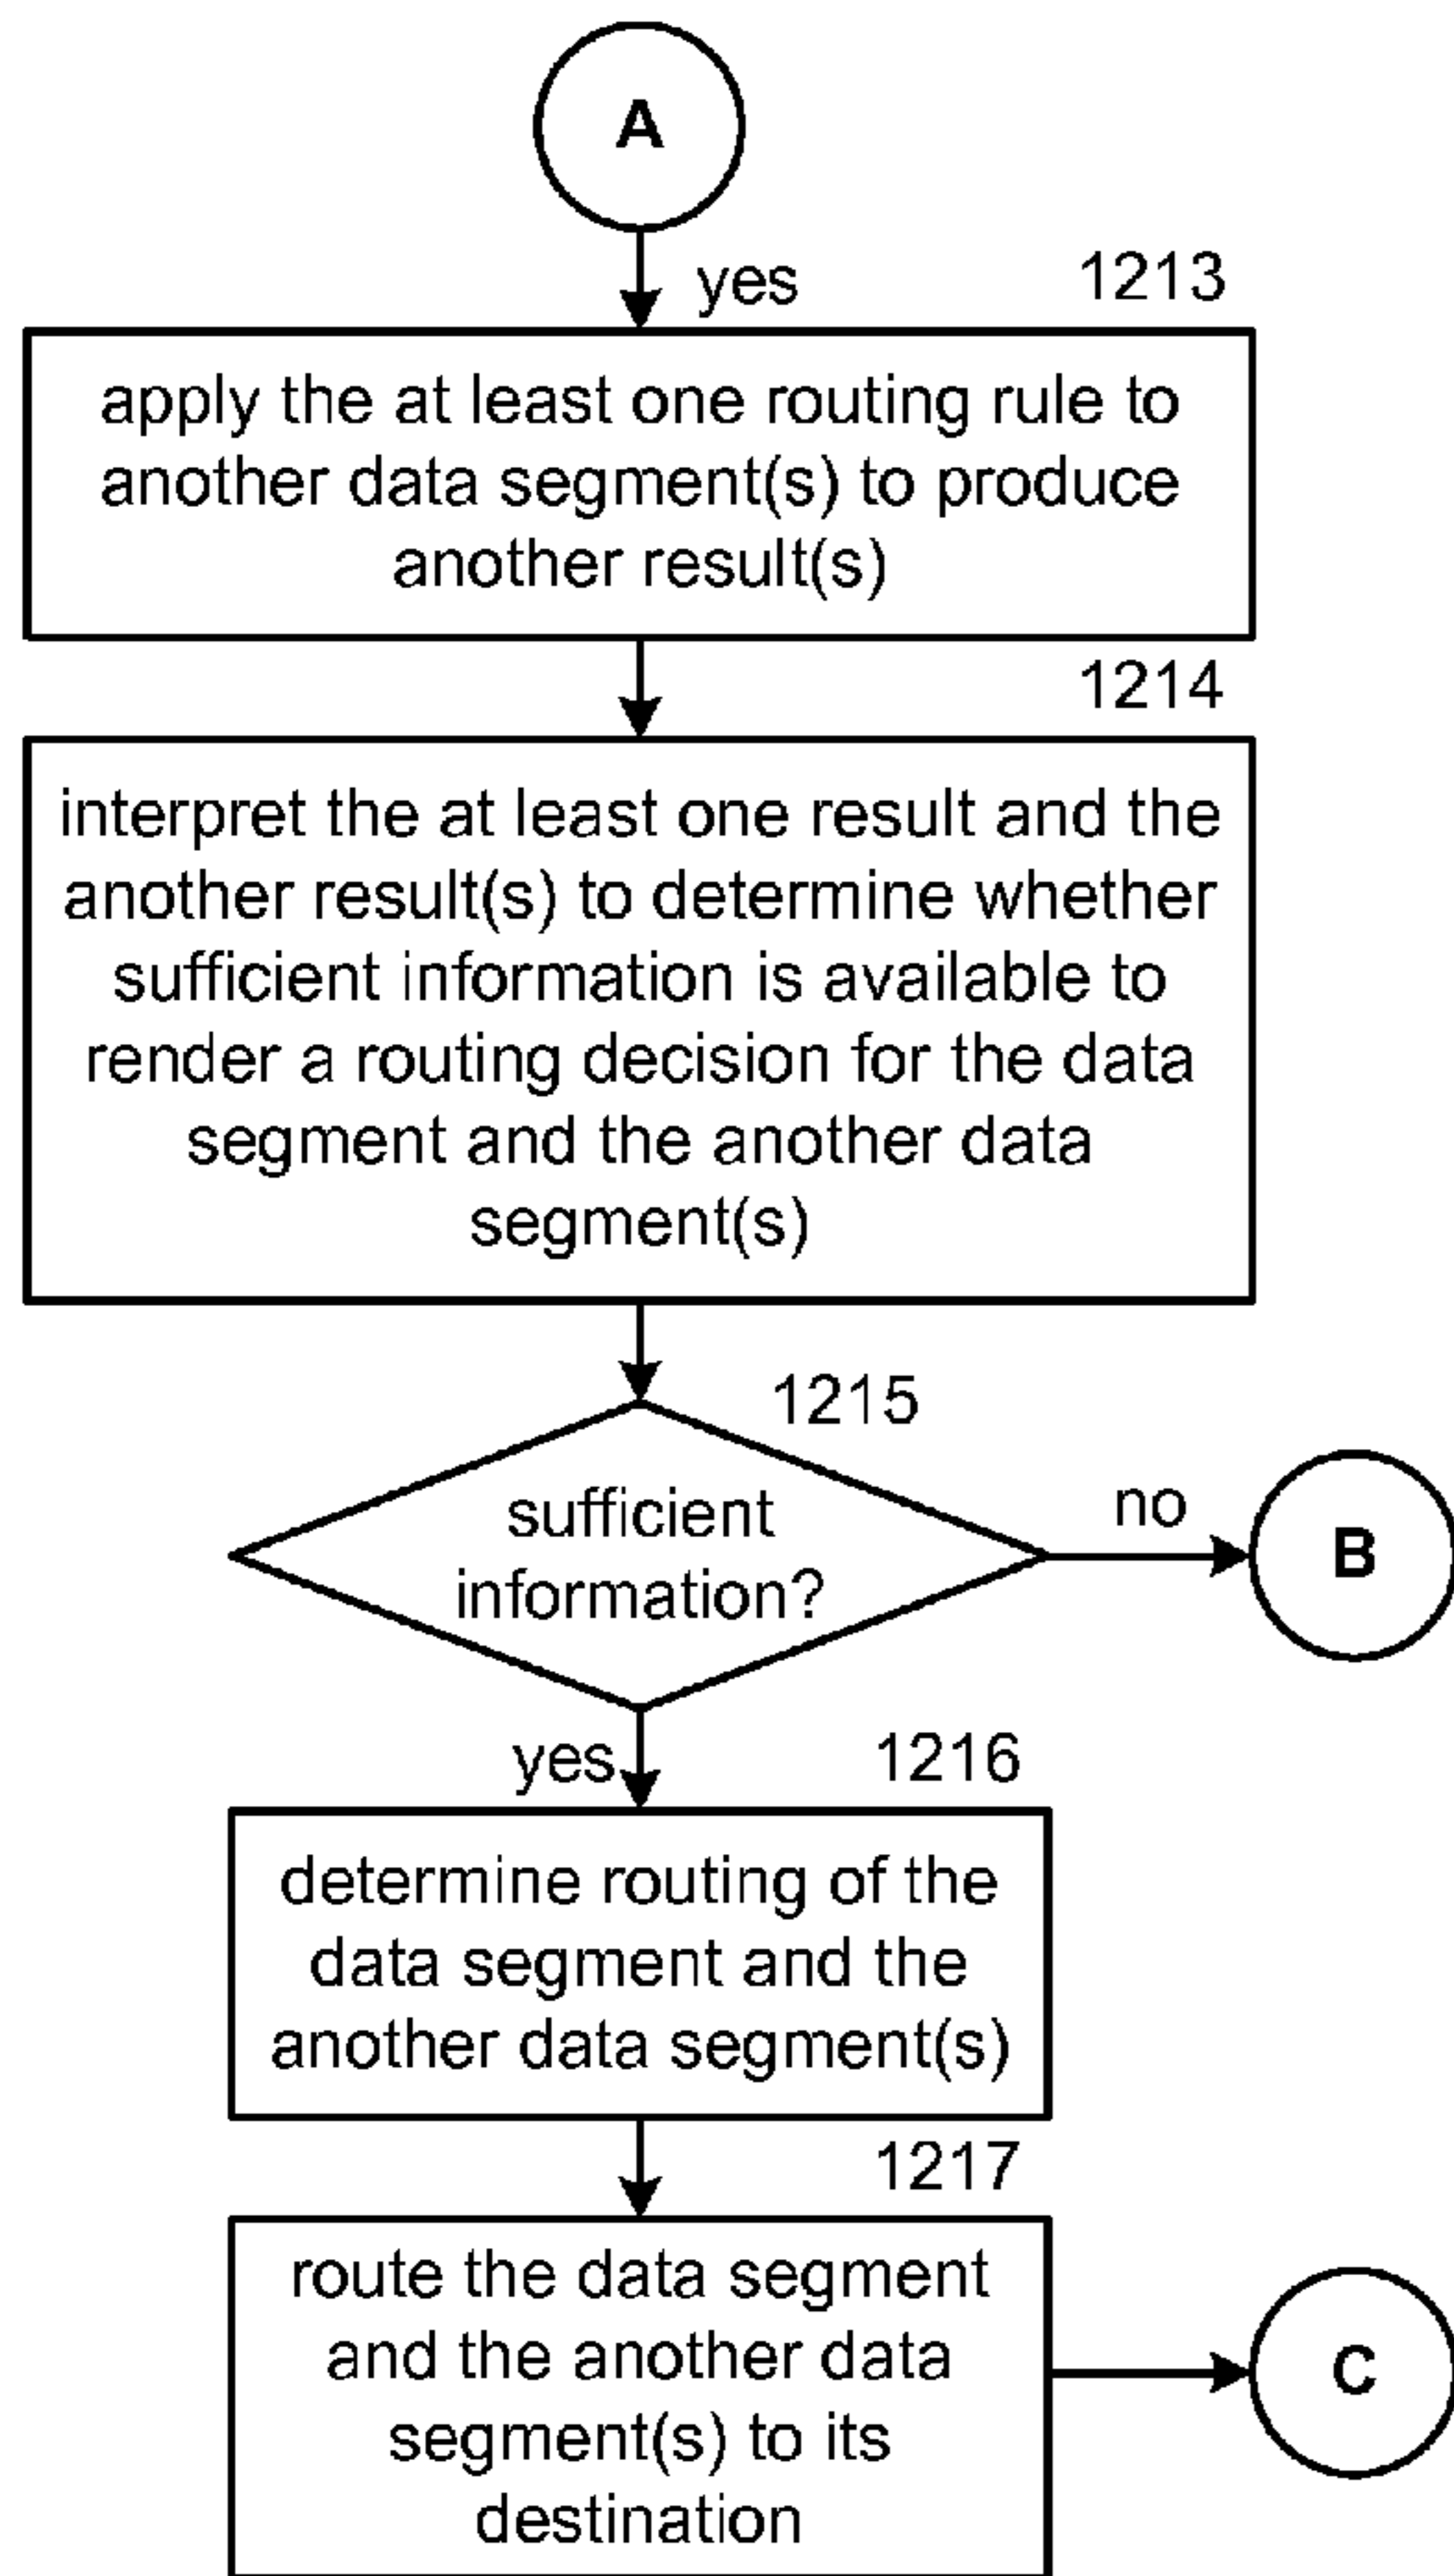 A
yes
1213
apply the at least one routing rule to
another data segment(s) to produce
another result(s)
1214
interpret the at least one result and the
another result(s) to determine whether
sufficient information is available to
render a routing decision for the data
segment and the another data
segment(s)
1215
sufficient
information?
no
B
yes
1216
determine routing of the
data segment and the
another data segment(s)
1217
route the data segment
and the another data
segment(s) to its
destination
C